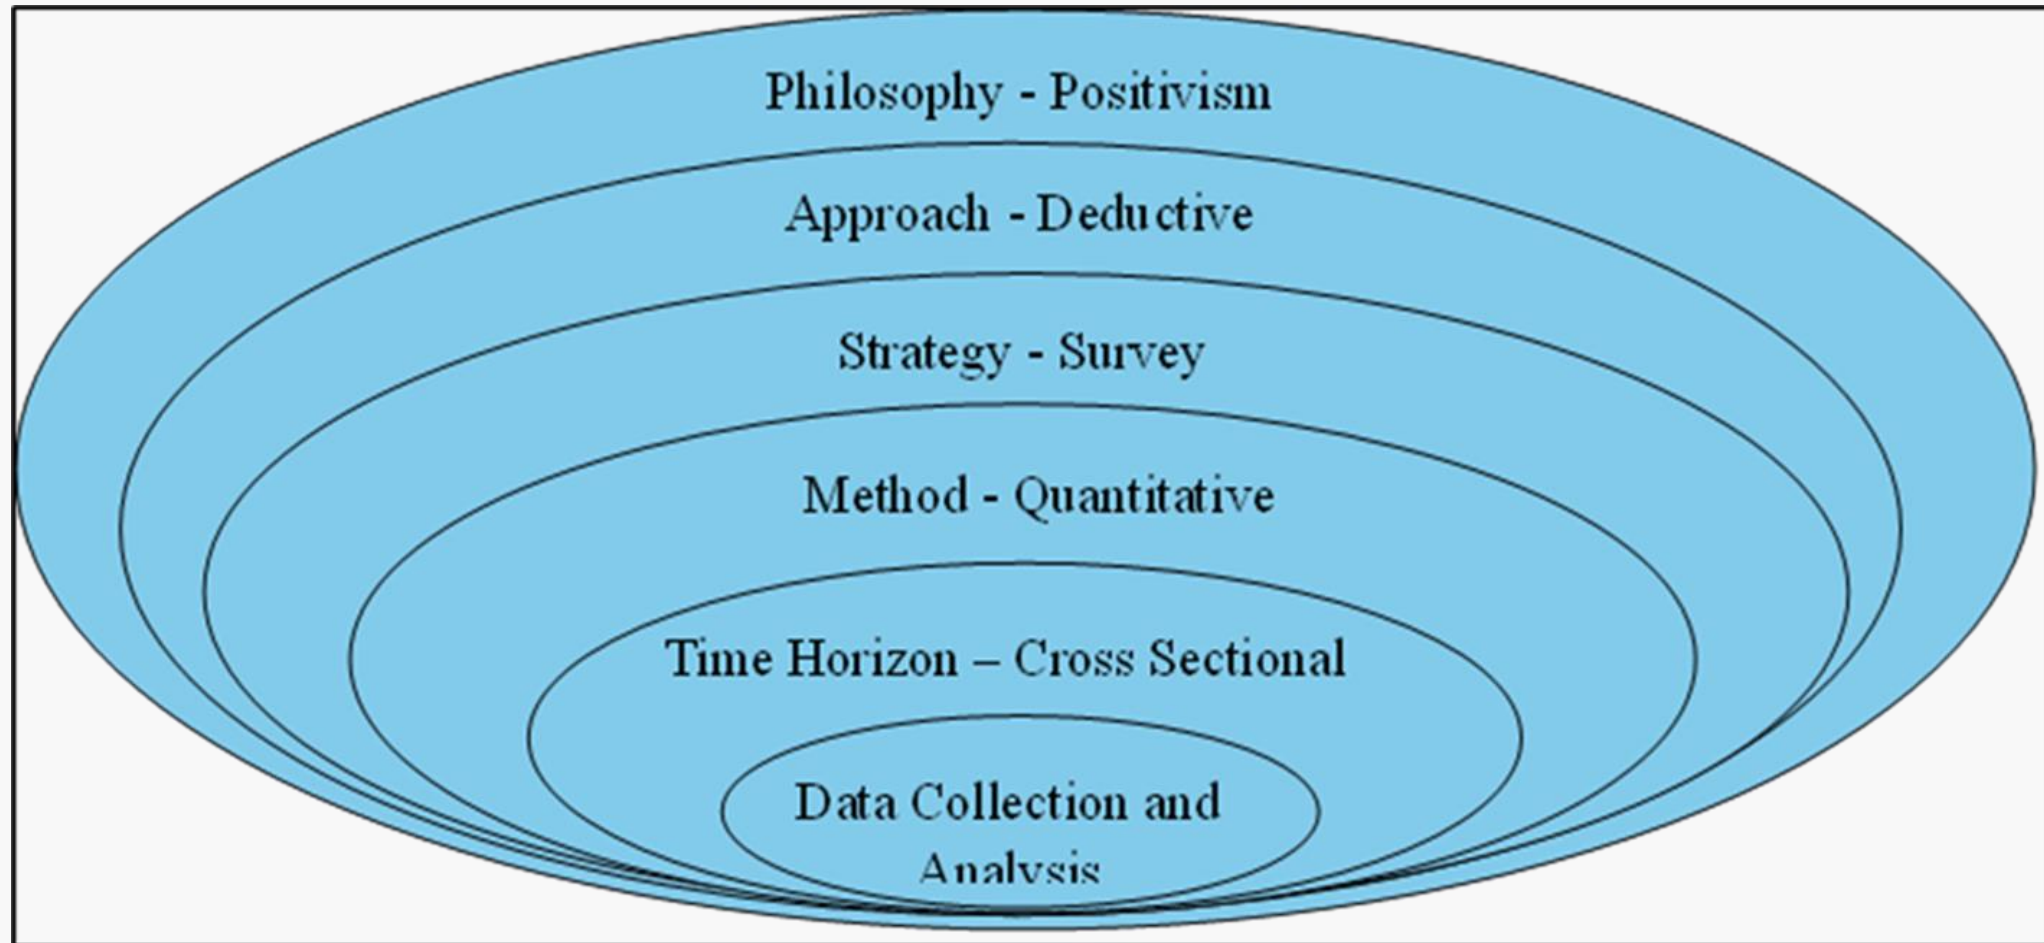 Philosophy - Positivism
Approach - Deductive
Strategy - Survey
Method - Quantitative
Time Horizon – Cross Sectional
Data Collection and
Analysis